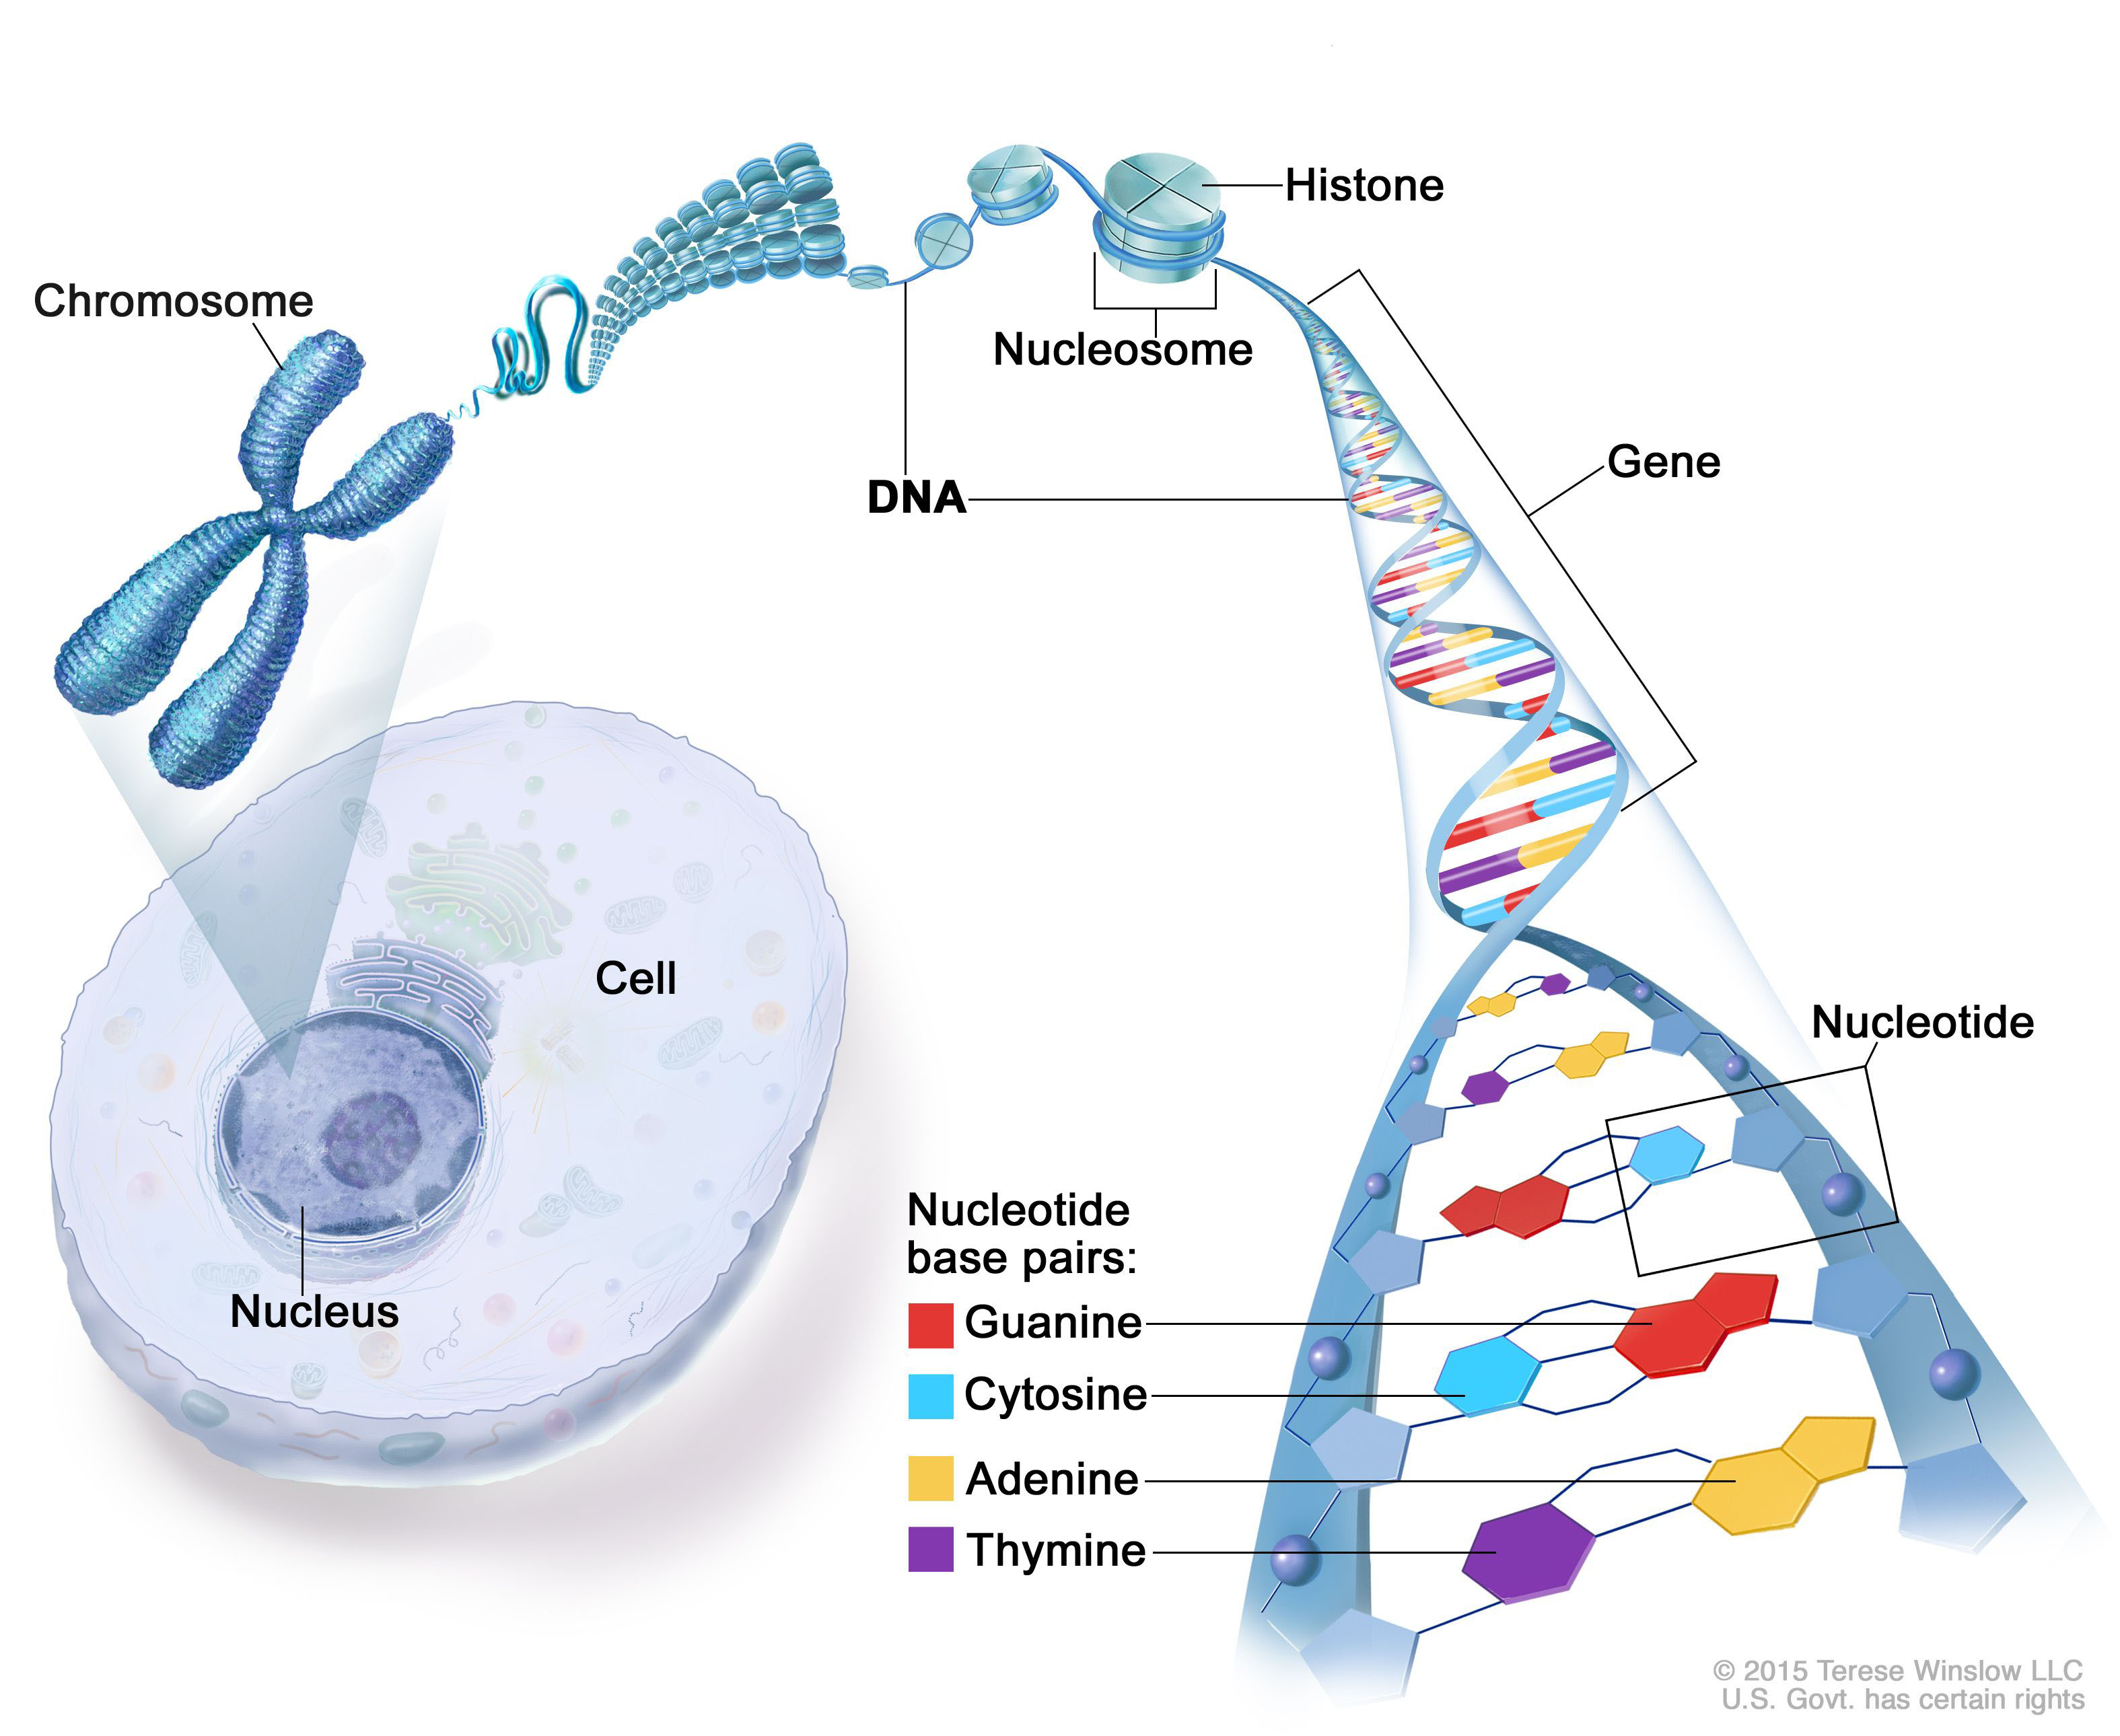 Histone
Chromosome
Nucleosome
Gene
DNA
Cell
Nucleotide
Nucleus
Nucleotide
base pairs:
Guanine
Cytosine
Adenine
Thymine
© 2015 Terese Winslow LLC
U.S. Govt. has certain rights